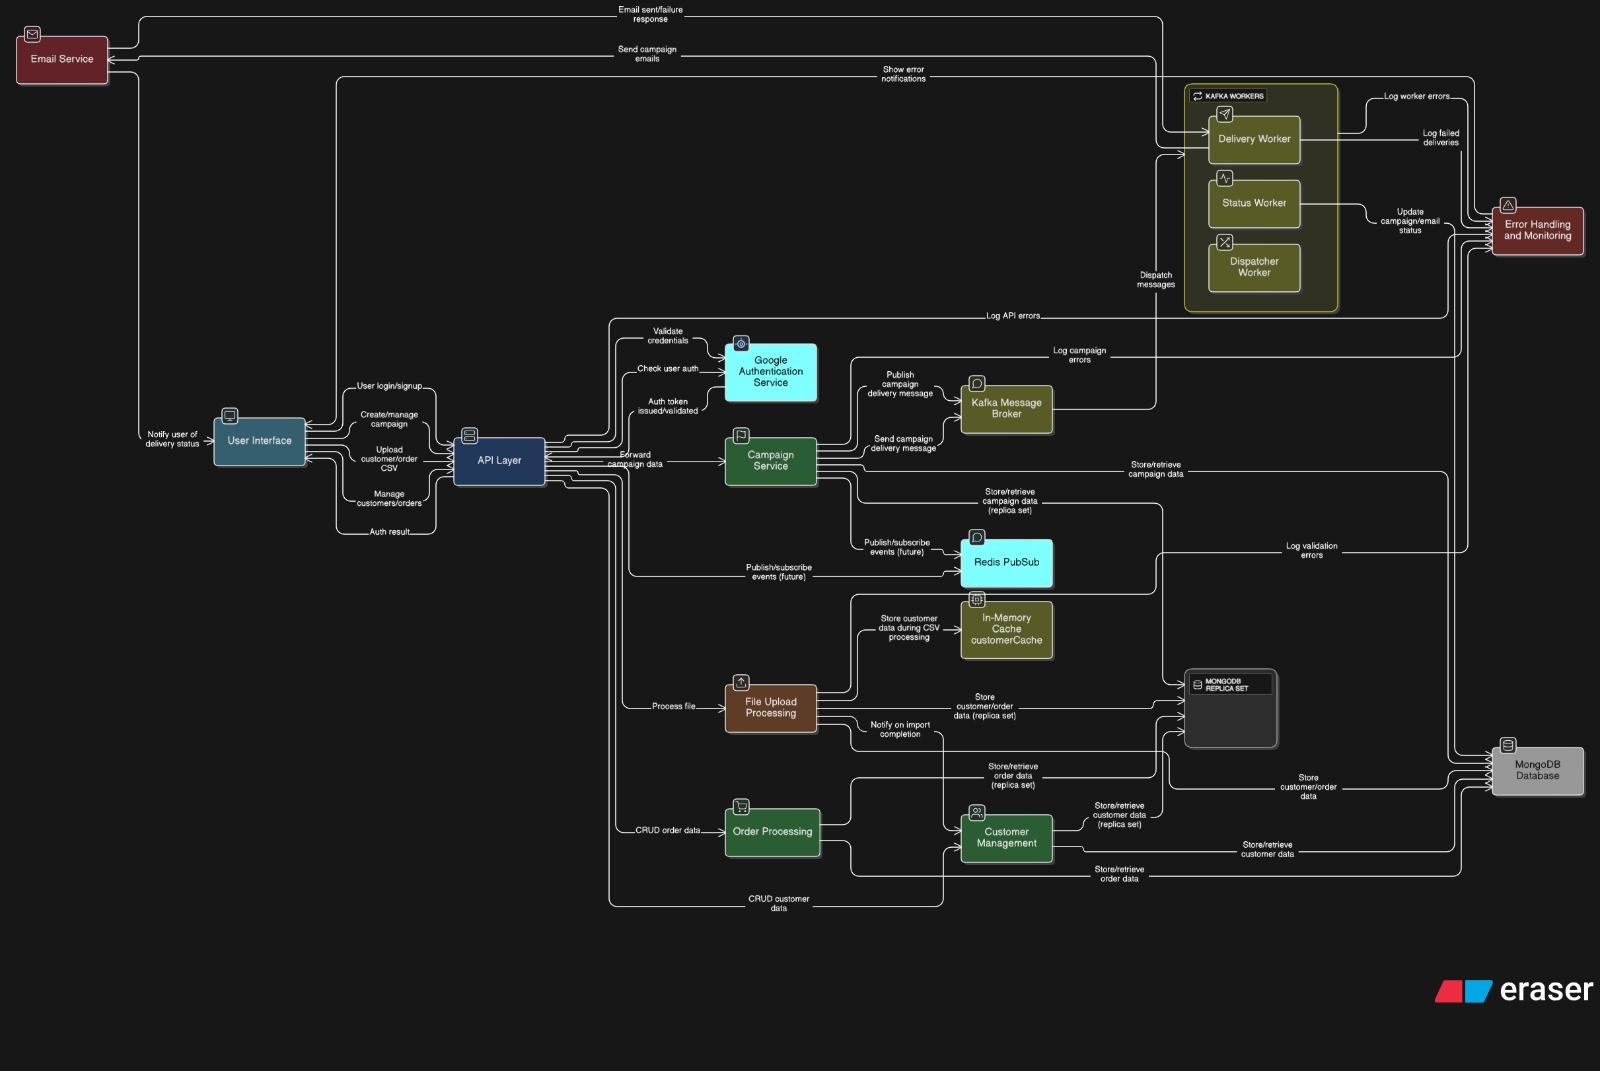 Email sent/failure
response
Email Service
Send campaign
emails
Show error
notifications
KAFKA WORKERS
Log worker errors
Delivery Worker
Log failed
deliveries
Status Worker
Update
campaign/email
status
Error Handling
and Monitoring
Dispatcher
Worker
Dispatch
messages
Log API errors
Validate
credentials
Google
Authentication
Service
Check user auth
Auth token
issued/validated
Log campaign
errors
Publish
campaign
delivery message
Kafka Message
Broker
Send campaign
delivery message
User login/signup
Create/manage
campaign
Notify user of
delivery status
User Interface
Upload
customer/order
CSV
Manage
customers/orders
Auth result
API Layer
Forward
campaign data
Campaign
Service
Store/retrieve
campaign data
Store/retrieve
campaign data
(replica set)
Publish/subscribe
events (future)
Publish/subscribe
events (future)
Redis PubSub
Log validation
errors
Store customer
data during CSV
processing
In-Memory
Cache
customerCache
MONGODB
REPLICA SET
Process file
File Upload
Processing
Store
customer/order
data (replica set)
Notify on import
completion
Store/retrieve
order data
(replica set)
MongoDB
Database
Store
customer/order
data
CRUD order data
Order Processing
Customer
Management
Store/retrieve
customer data
(replica set)
Store/retrieve
customer data
Store/retrieve
order data
CRUD customer
data
eraser